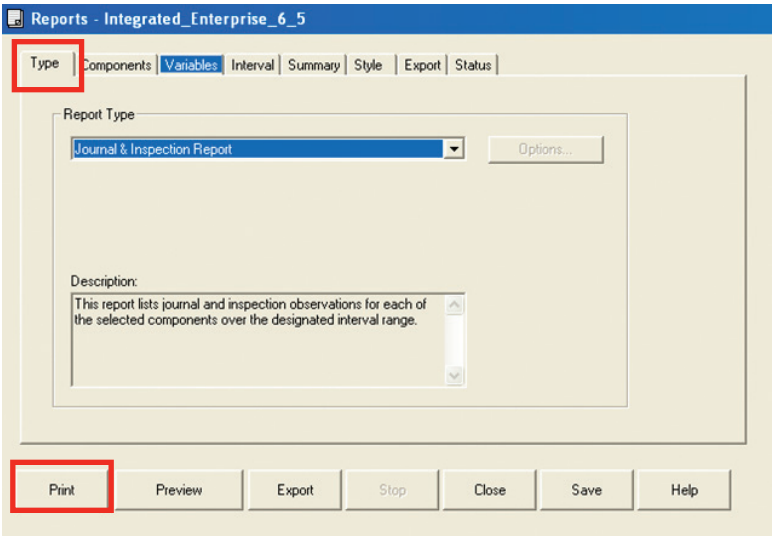 Reports - Integrated_Enterprise_6_5
Type Components Variables Interval Summary Style Export Status
Report Type
Journal & Inspection Report Options...
Description:
This report lists journal and inspection observations for each of
the selected components over the designated interval range.
Print Preview Export Stop Close Save Help